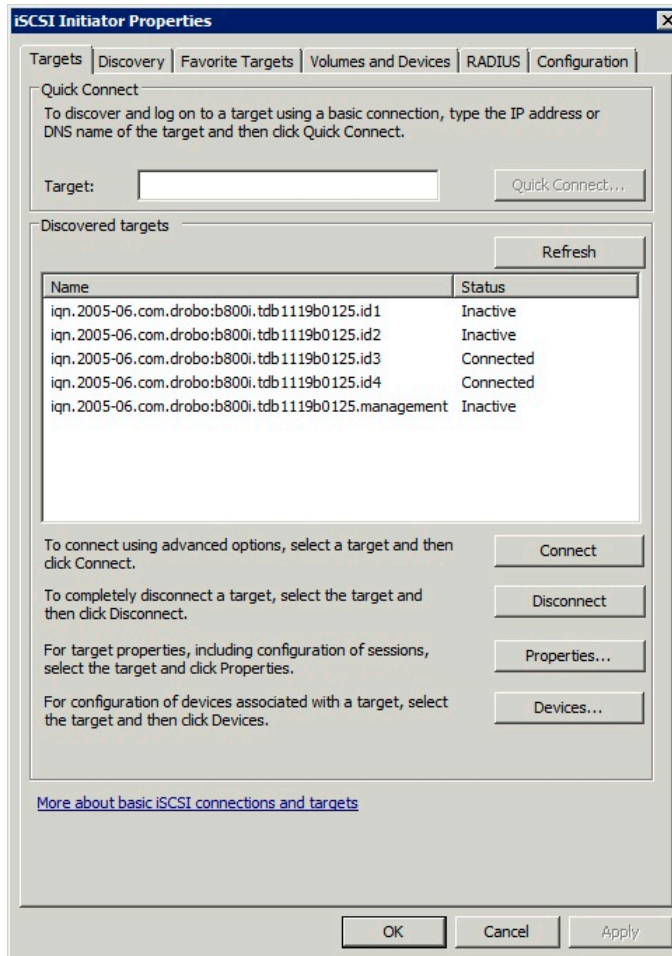 iSCSI Initiator Properties
Targets Discovery Favorite Targets Volumes and Devices RADIUS Configuration
Quick Connect
To discover and log on to a target using a basic connection, type the IP address or
DNS name of the target and then click Quick Connect.
Target: Quick Connect...
Discovered targets
Refresh
Name Status
iqn.2005-06.com.drobo:b800i.tdb1119b0125.id1 Inactive
iqn.2005-06.com.drobo:b800i.tdb1119b0125.id2 Inactive
iqn.2005-06.com.drobo:b800i.tdb1119b0125.id3 Connected
iqn.2005-06.com.drobo:b800i.tdb1119b0125.id4 Connected
iqn.2005-06.com.drobo:b800i.tdb1119b0125.management Inactive
To connect using advanced options, select a target and then
click Connect.
Connect
To completely disconnect a target, select the target and
then click Disconnect.
Disconnect
For target properties, including configuration of sessions,
select the target and click Properties.
Properties...
For configuration of devices associated with a target, select
the target and then click Devices.
Devices...
More about basic iSCSI connections and targets
OK Cancel Apply